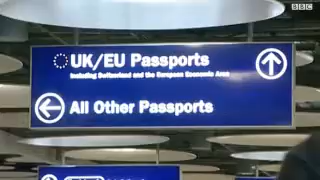 BBC
UK/EU Passports
Including Switzerland and the European Economic Area
All Other Passports